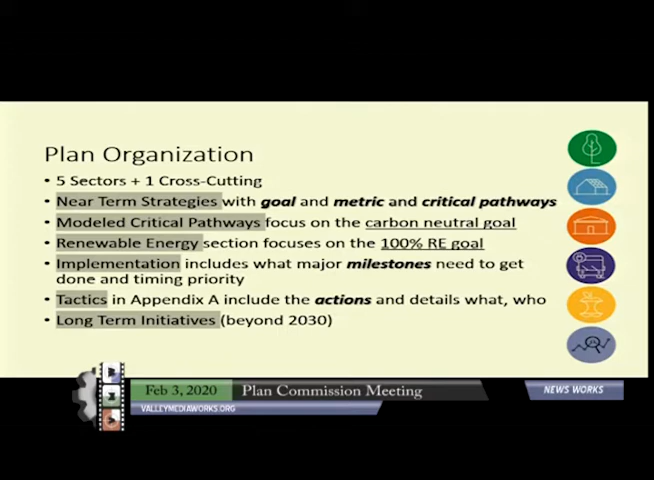 Plan Organization
• 5 Sectors + 1 Cross-Cutting
• Near Term Strategies with goal and metric and critical pathways
• Modeled Critical Pathways focus on the carbon neutral goal
• Renewable Energy section focuses on the 100% RE goal
• Implementation includes what major milestones need to get
done and timing priority
• Tactics in Appendix A include the actions and details what, who
• Long Term Initiatives (beyond 2030)
Feb 3, 2020 Plan Commission Meeting NEWS WORKS
VALLEYMEDIAWORKS.ORG